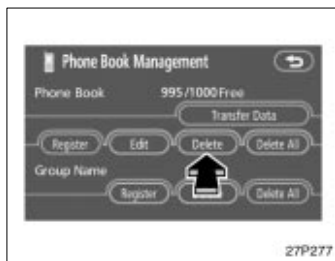 Phone Book Management
Phone Book 995/1000 Free
Transfer Data
Register Edit Delete Delete All
Group Name
Register Delete All
27P277